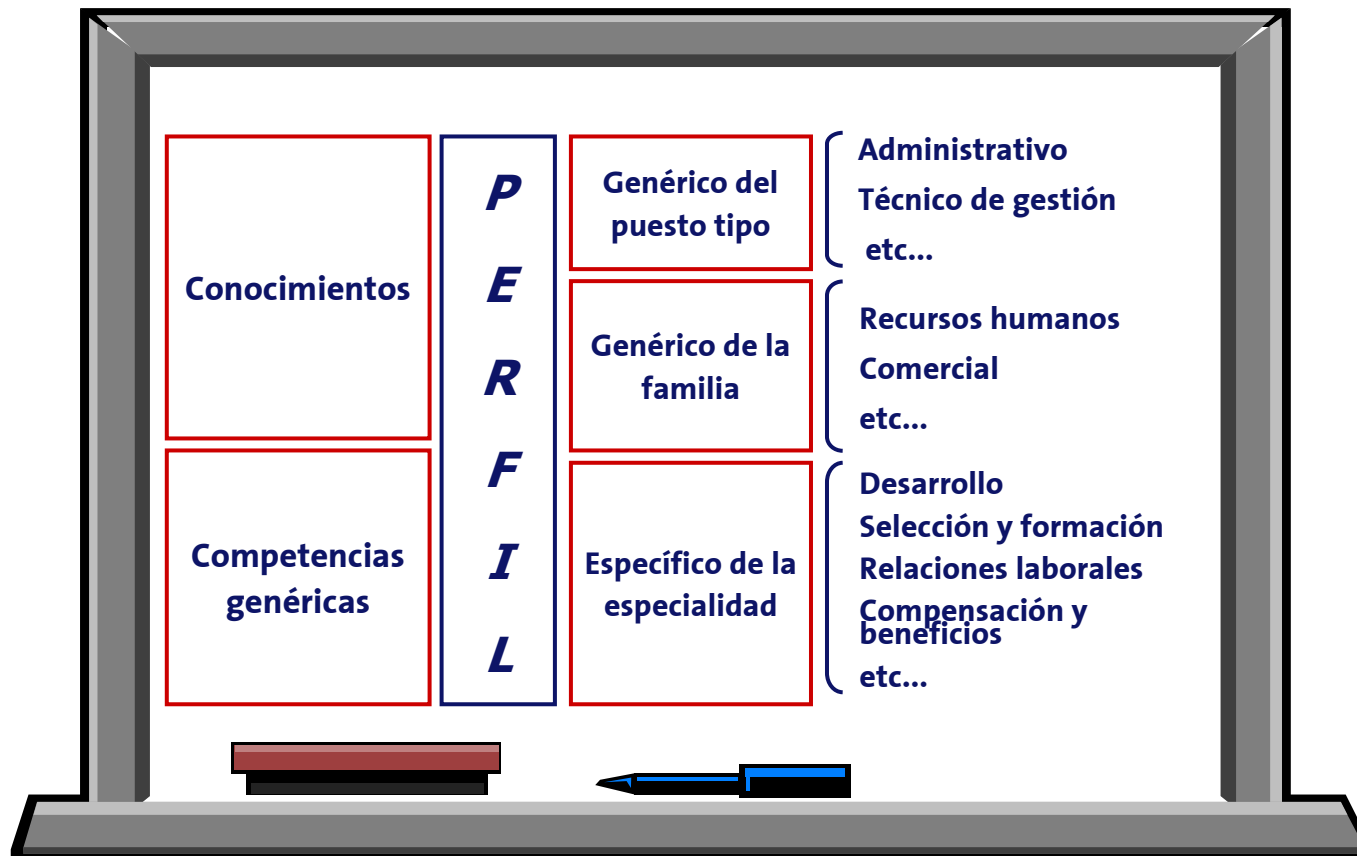 Conocimientos
Competencias
genéricas
P
E
R
F
I
L
Genérico del
puesto tipo
Administrativo
Técnico de gestión
etc...
Genérico de la
familia
Recursos humanos
Comercial
etc...
Específico de la
especialidad
Desarrollo
Selección y formación
Relaciones laborales
Compensación y
beneficios
etc...